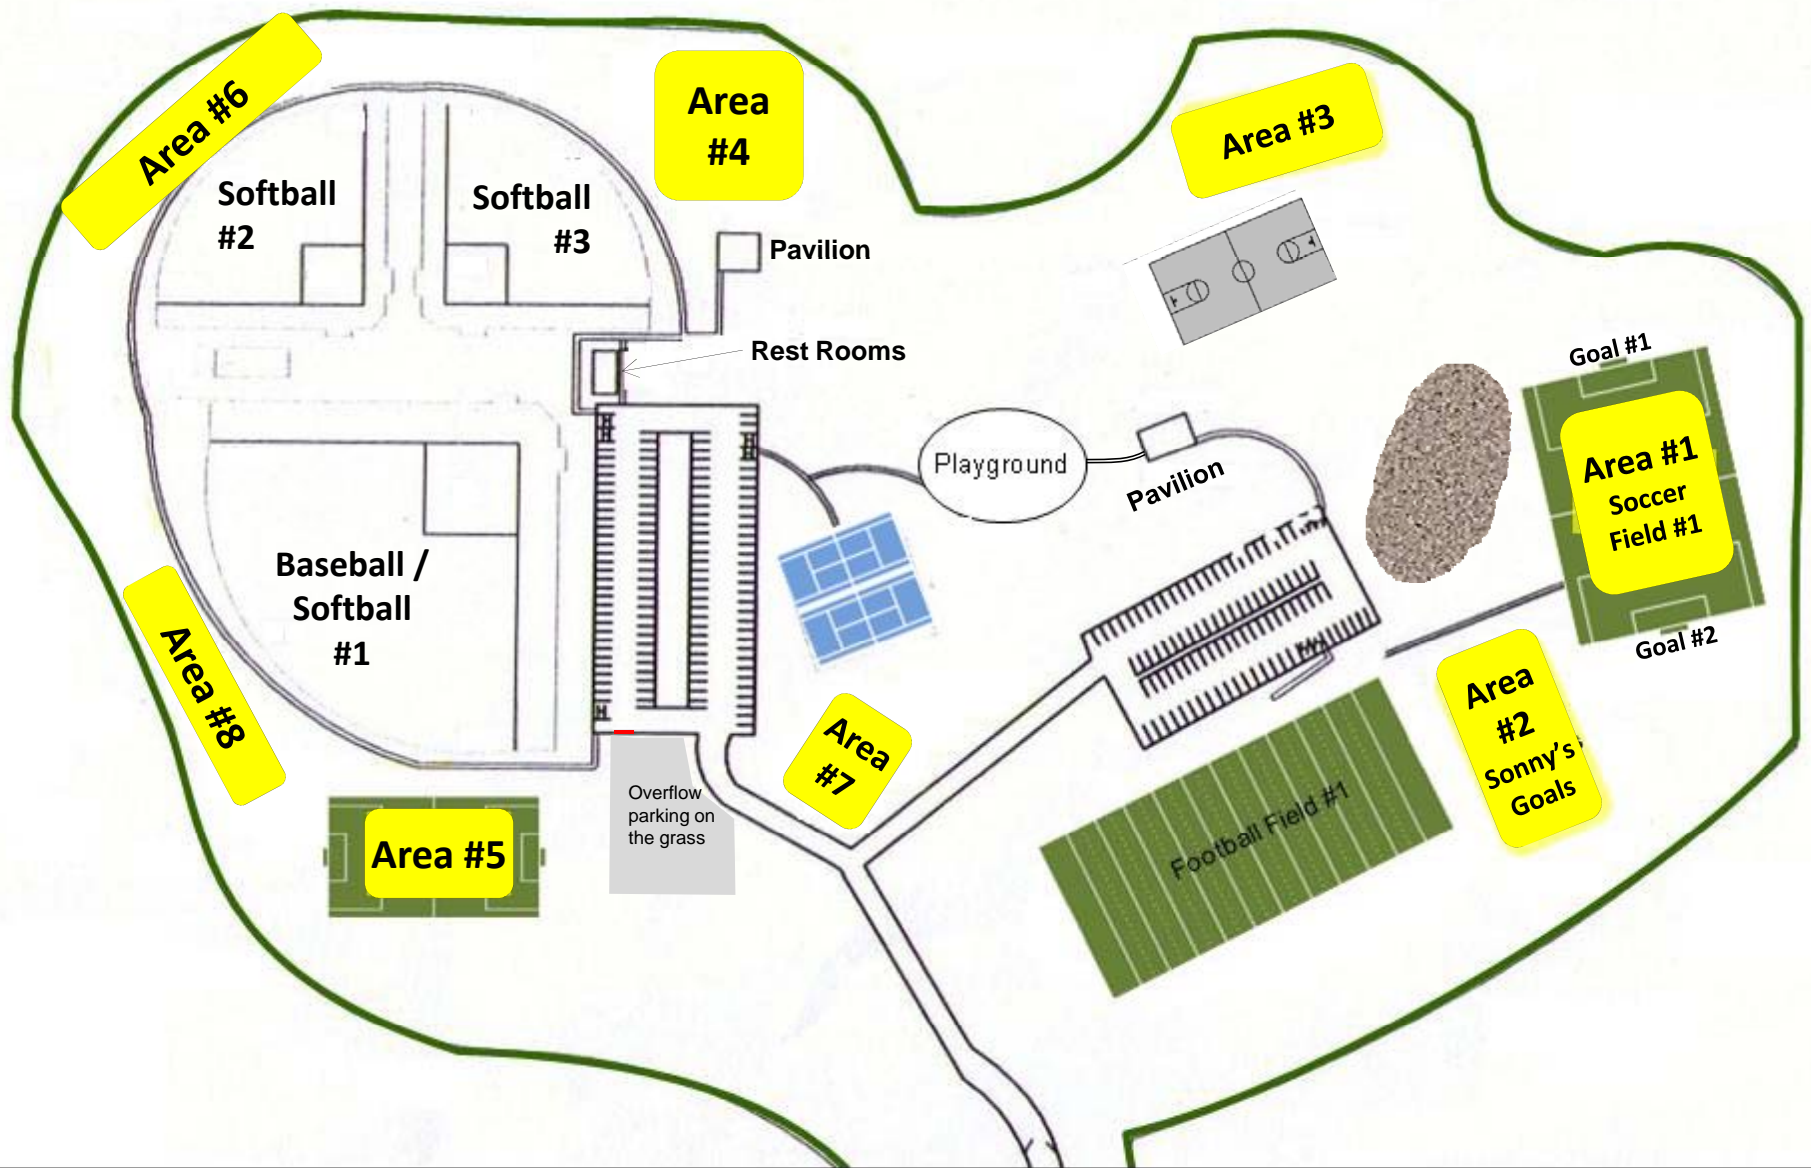 Area #6
Area
#4
Area #3
Softball
#2
Softball
#3
Pavilion
Rest Rooms
Goal #1
Area #1
Soccer
Field #1
Goal #2
Playground
Pavilion
Baseball /
Softball
#1
Area #8
Area
#7
Area
#2
Sonny's
Goals
Overflow
parking on
the grass
Area #5
Football Field #1